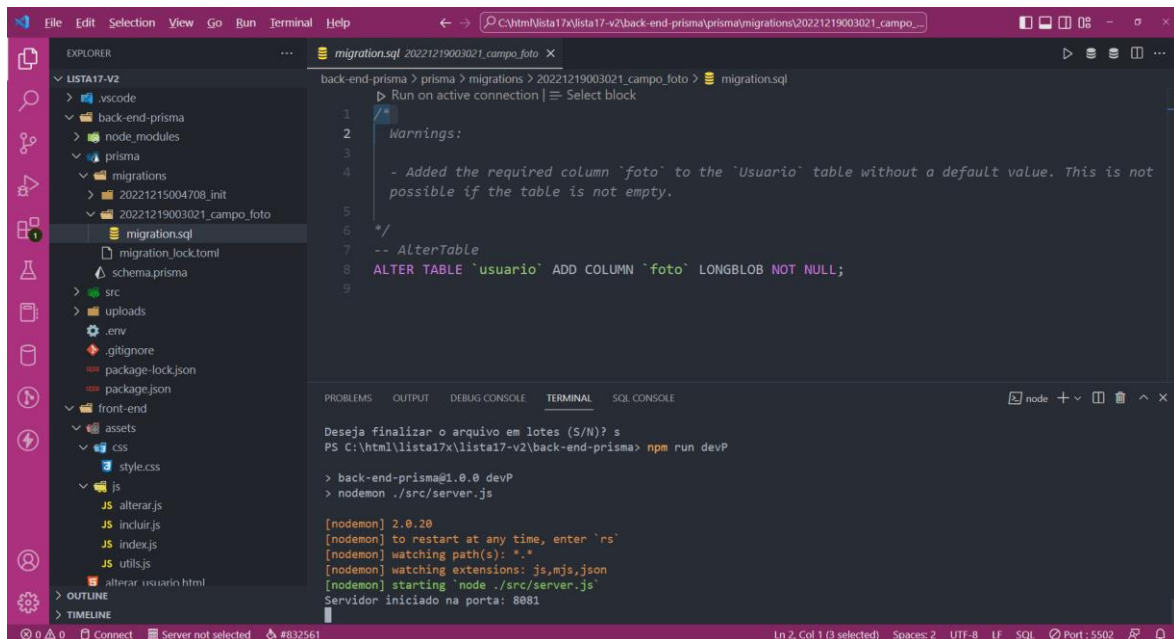 File Edit Selection View Go Run Terminal Help
C:\html\lista17x\lista17-v2\back-end-prisma\prisma\migrations\20221219003021_campo_...
EXPLORER
LISTA17-V2
.vscode
back-end-prisma
node_modules
prisma
migrations
20221215004708_init
20221219003021_campo_foto
migration.sql
migration_lock.toml
schema.prisma
src
uploads
.env
.gitignore
package-lock.json
package.json
front-end
assets
css
style.css
js
JS alterar.js
JS incluir.js
JS index.js
JS utils.js
alterar_usuario.html
OUTLINE
TIMELINE
migration.sql 20221219003021_campo_foto
back-end-prisma > prisma > migrations > 20221219003021_campo_foto > migration.sql
Run on active connection | Select block
1 /*
2 Warnings:
3
4 - Added the required column `foto` to the `Usuario` table without a default value. This is not
possible if the table is not empty.
5
6 */
7 -- AlterTable
8 ALTER TABLE `usuario` ADD COLUMN `foto` LONGBLOB NOT NULL;
9
PROBLEMS OUTPUT DEBUG CONSOLE TERMINAL SQL CONSOLE
node
Deseja finalizar o arquivo em lotes (S/N)? s
PS C:\html\lista17x\lista17-v2\back-end-prisma> npm run devP
> back-end-prisma@1.0.0 devP
> nodemon ./src/server.js
[nodemon] 2.0.20
[nodemon] to restart at any time, enter `rs`
[nodemon] watching path(s): *.*
[nodemon] watching extensions: js,mjs,json
[nodemon] starting `node ./src/server.js`
Servidor iniciado na porta: 8081
0 0 Connect Server not selected #832561
Ln 2, Col 1 (3 selected) Spaces: 2 UTF-8 LF SQL Port : 5502